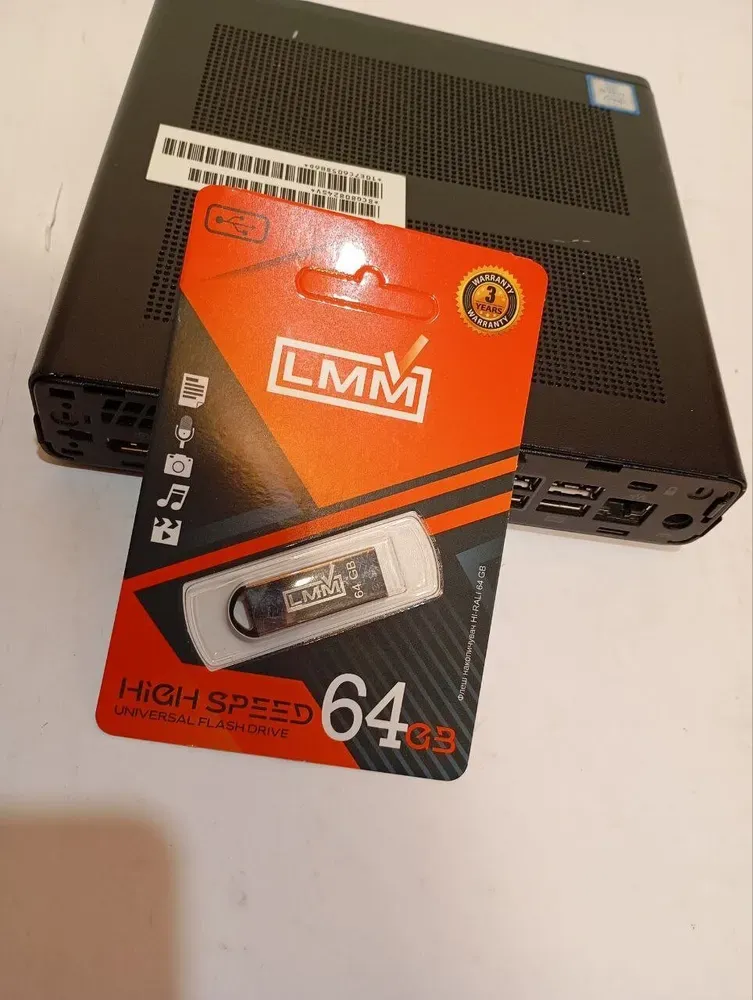 WARRANTY
3
YEARS
WARRANTY
LMM
LMM
64 GB
Флеш накопичувач HI-RALI 64 GB
HIGH SPEED
UNIVERSAL FLASH DRIVE
64GB